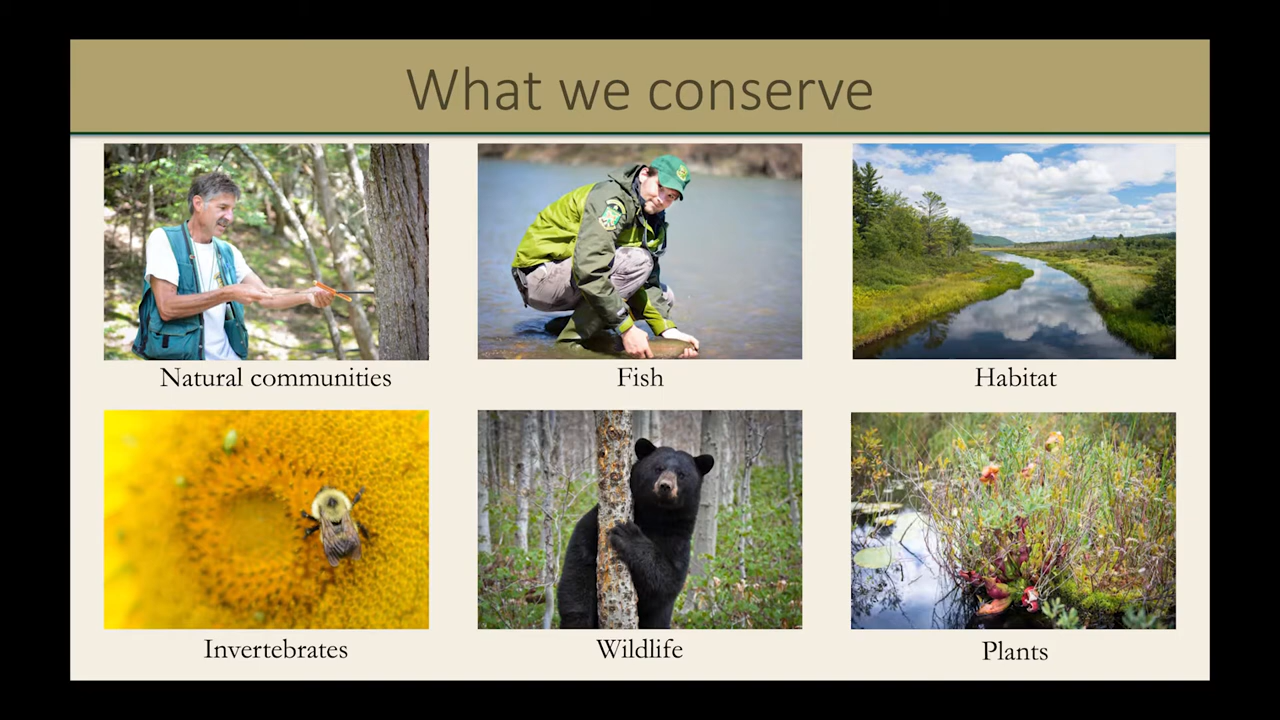 What we conserve
Natural communities
Fish
Habitat
Invertebrates
Wildlife
Plants